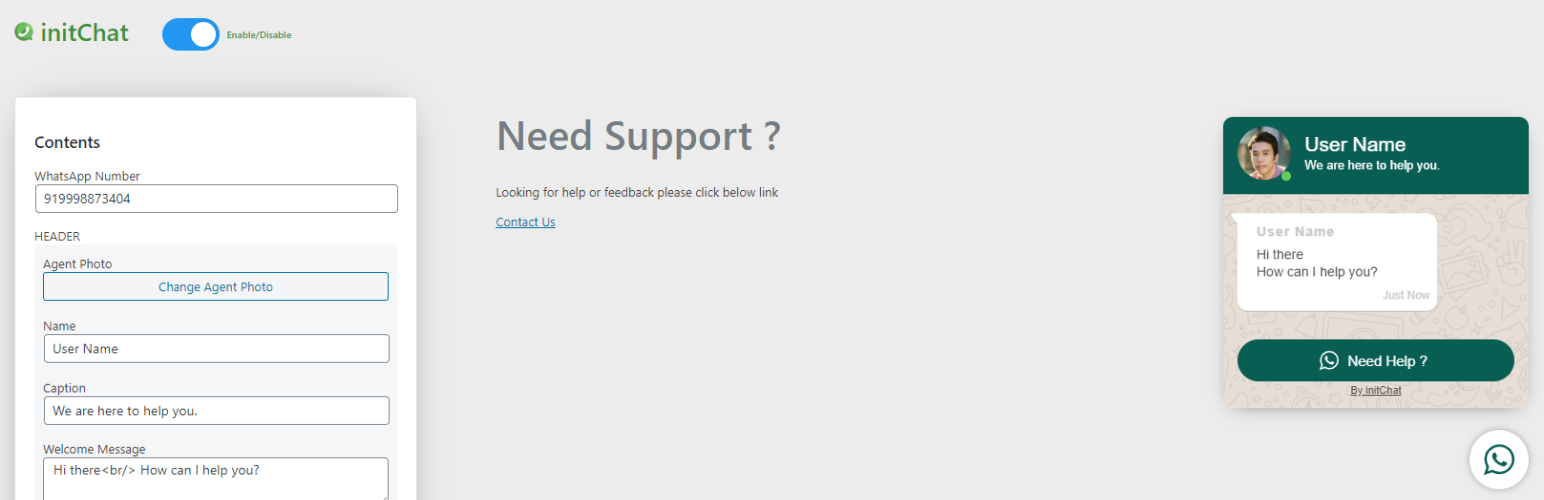 initChat
Enable/Disable
Contents
WhatsApp Number
919998873404
HEADER
Agent Photo
Change Agent Photo
Name
User Name
Caption
We are here to help you.
Welcome Message
Hi there<br/> How can I help you?
Need Support ?
Looking for help or feedback please click below link
Contact Us
User Name
We are here to help you.
User Name
Hi there
How can I help you?
Just Now
Need Help ?
By initChat